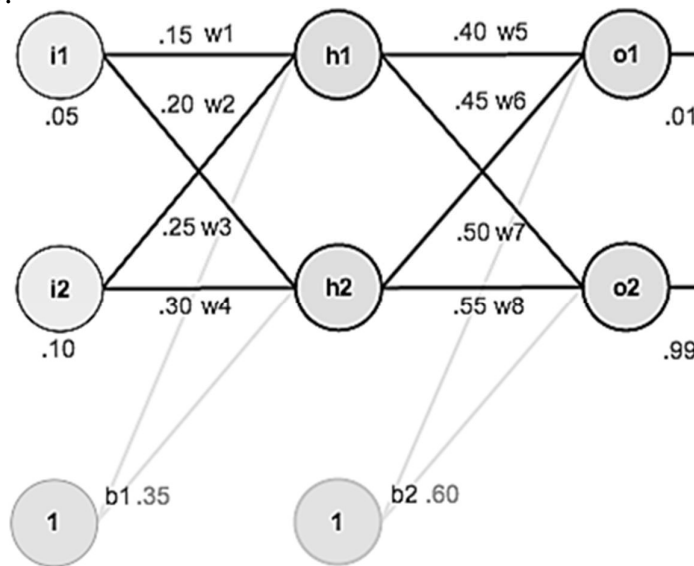 .15 w1
.40 w5
i1
h1
o1
.20 w2
.45 w6
.05
.01
.25 w3
.50 w7
i2
h2
o2
.30 w4
.55 w8
.10
.99
b1 .35
b2 .60
1
1